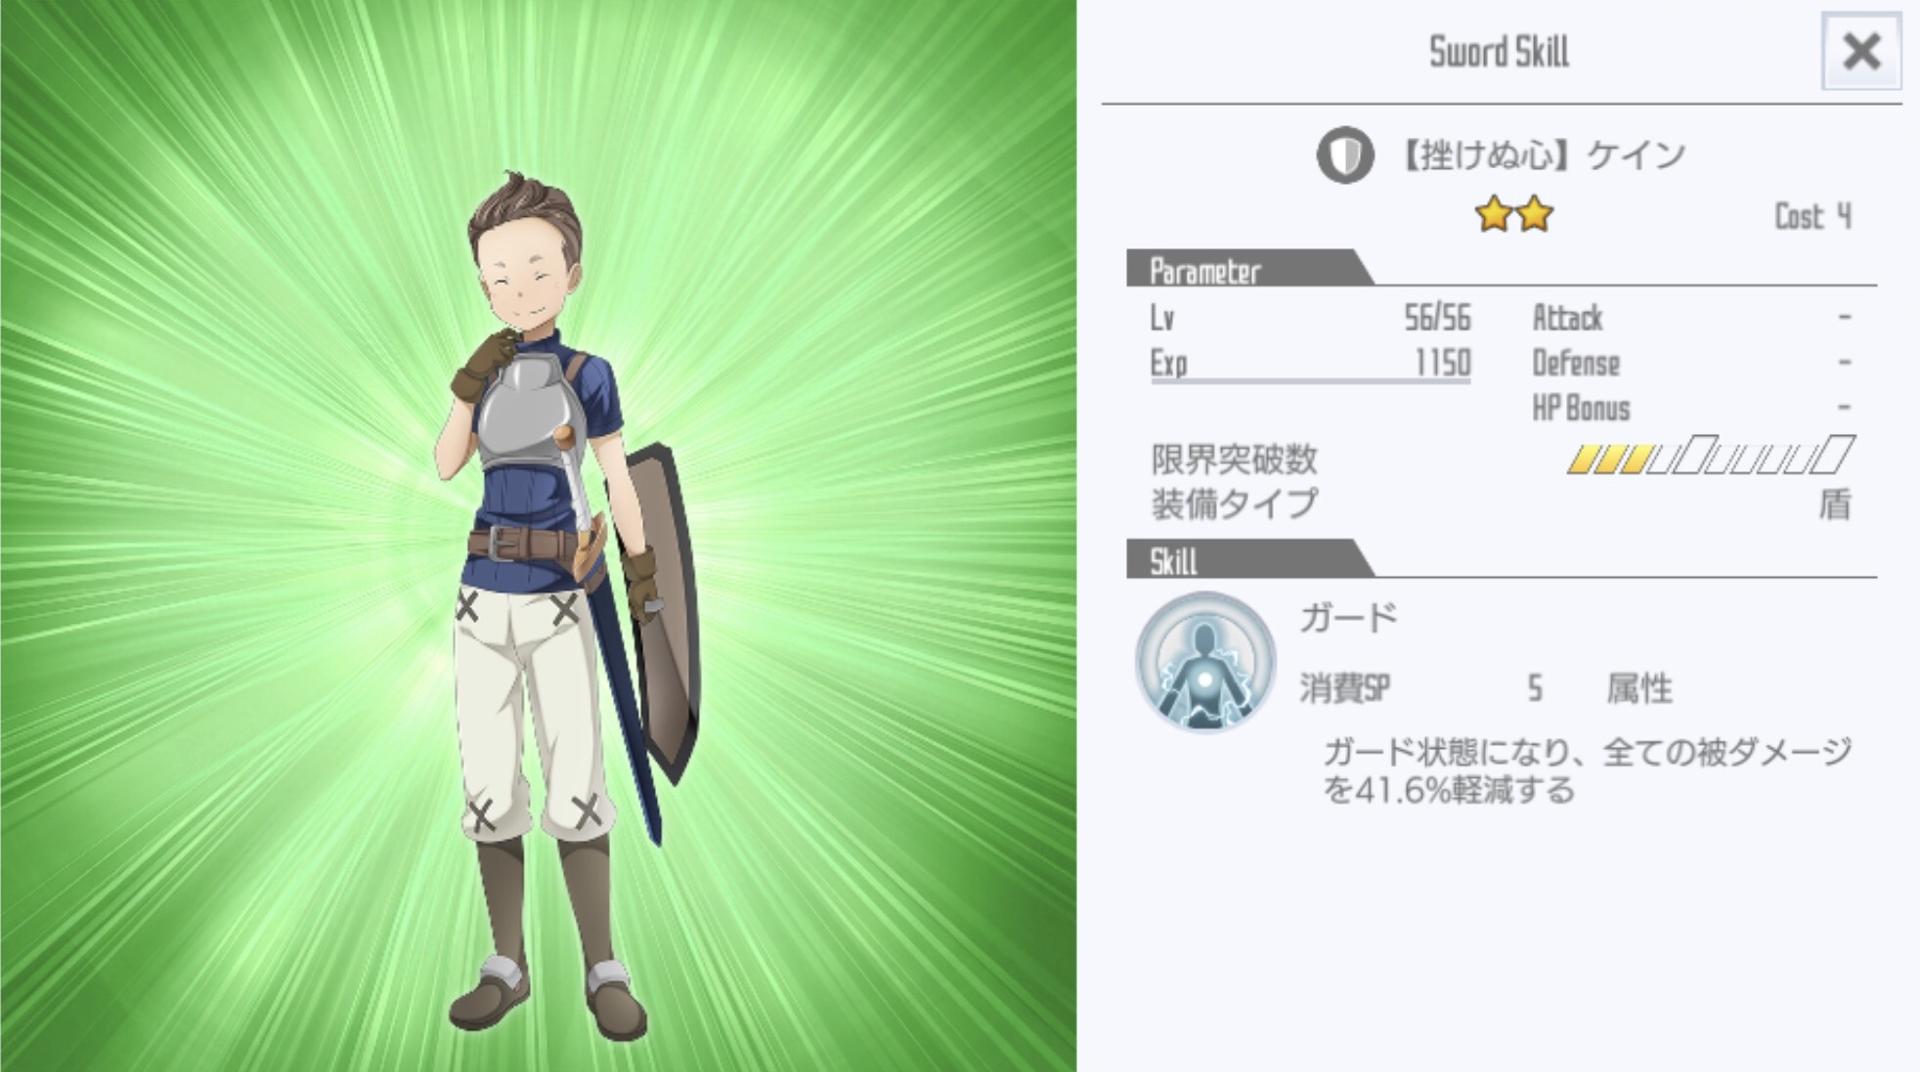 Sword Skill
【挫けぬ心】ケイン
Cost 4
Parameter
Lv 56/56 Attack -
Exp 1150 Defense -
HP Bonus -
限界突破数
装備タイプ 盾
Skill
ガード
消費SP 5 属性
ガード状態になり、全ての被ダメージ
を41.6%軽減する